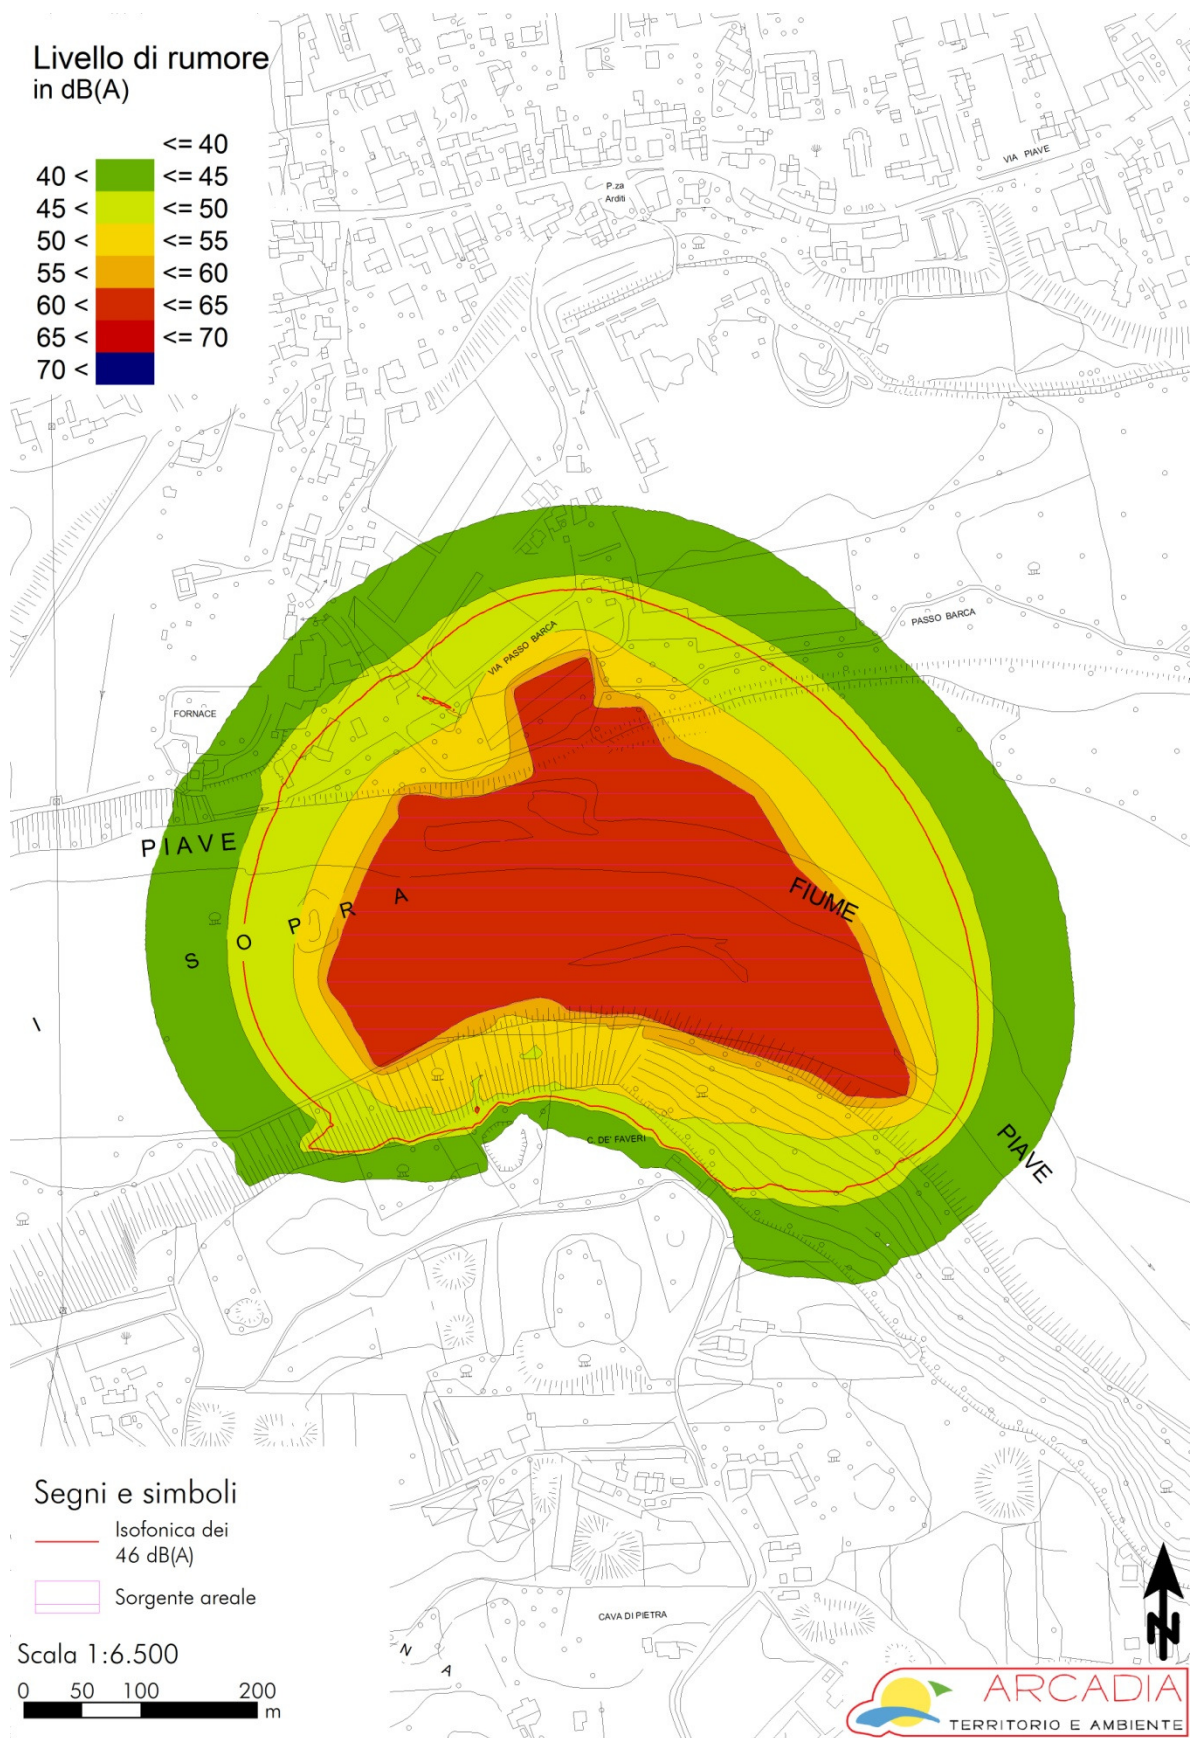 Livello di rumore
in dB(A)
<= 40
40 < <= 45
45 < <= 50
50 < <= 55
55 < <= 60
60 < <= 65
65 < <= 70
70 <
VIA PIAVE
P.za
Arditi
PASSO BARCA
VIA PASSO BARCA
FORNACE
PIAVE
FIUME
I S O P R A
PIAVE
C. DE' FAVERI
Segni e simboli
Isofonica dei
46 dB(A)
Sorgente areale
CAVA DI PIETRA
N A
Scala 1:6.500
0 50 100 200
m
N
ARCADIA
TERRITORIO E AMBIENTE